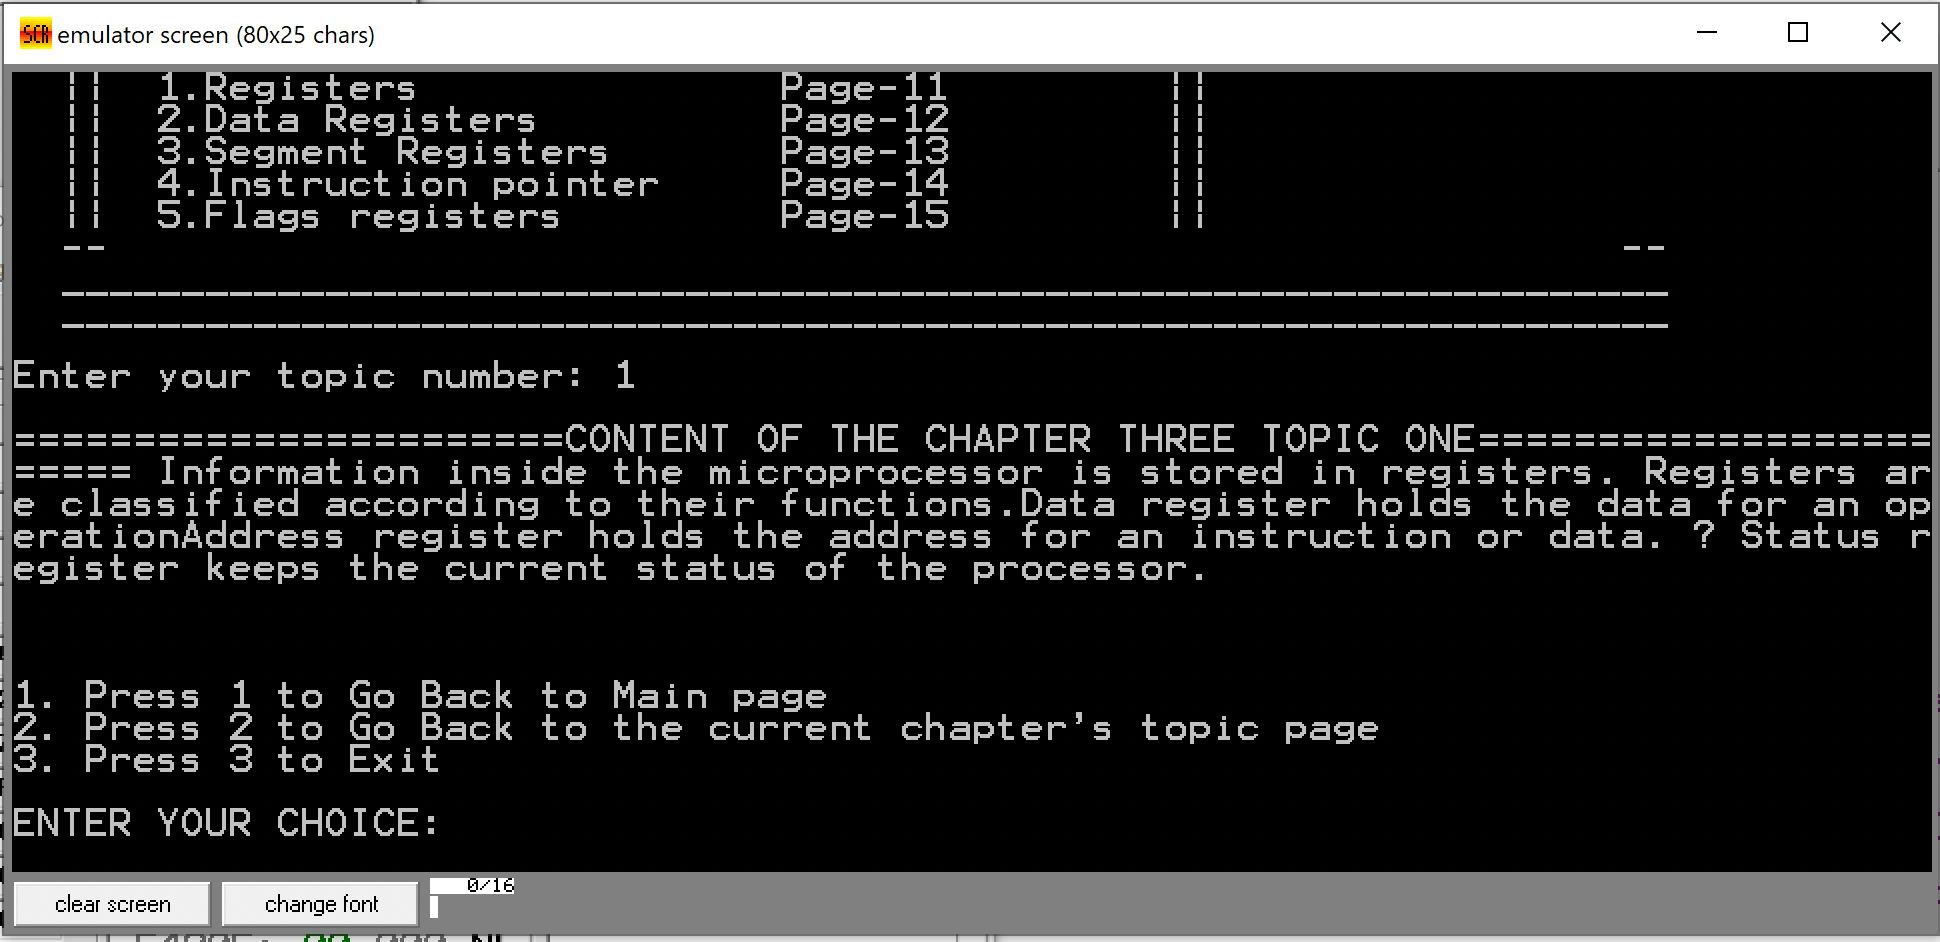 SCR emulator screen (80x25 chars)
|| 1.Registers Page-11 ||
|| 2.Data Registers Page-12 ||
|| 3.Segment Registers Page-13 ||
|| 4.Instruction pointer Page-14 ||
|| 5.Flags registers Page-15 ||
-- --
-------------------------------------------------------------------
-------------------------------------------------------------------
Enter your topic number: 1
=======================CONTENT OF THE CHAPTER THREE TOPIC ONE===================
===== Information inside the microprocessor is stored in registers. Registers ar
e classified according to their functions.Data register holds the data for an op
erationAddress register holds the address for an instruction or data. ? Status r
egister keeps the current status of the processor.
1. Press 1 to Go Back to Main page
2. Press 2 to Go Back to the current chapter's topic page
3. Press 3 to Exit
ENTER YOUR CHOICE:
clear screen change font 0/16